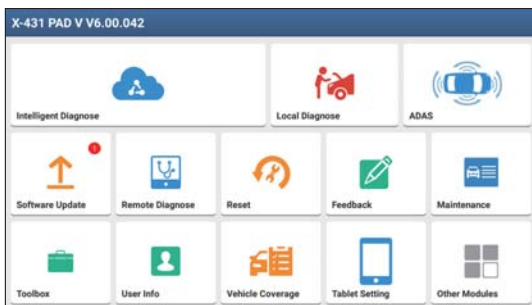 X-431 PAD V V6.00.042
Intelligent Diagnose
Local Diagnose
ADAS
!
Software Update
Remote Diagnose
Reset
Feedback
Maintenance
Toolbox
User Info
Vehicle Coverage
Tablet Setting
Other Modules